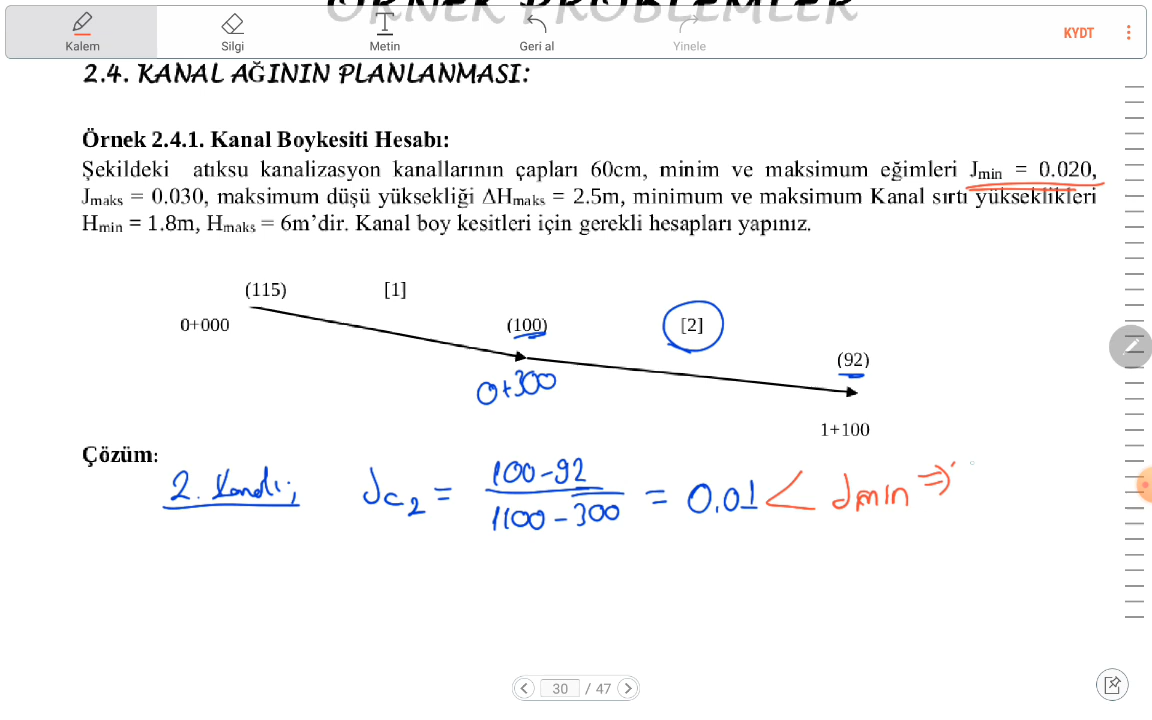 ÖRNEK PROBLEMLER
Kalem
Silgi
Metin
Geri al
Yinele
KYDT
2.4. KANAL AĞININ PLANLANMASI:
Örnek 2.4.1. Kanal Boykesiti Hesabı:
Şekildeki atıksu kanalizasyon kanallarının çapları 60cm, minim ve maksimum eğimleri Jmin = 0.020,
Jmaks = 0.030, maksimum düşü yüksekliği ΔHmaks = 2.5m, minimum ve maksimum Kanal sırtı yükseklikleri
Hmin = 1.8m, Hmaks = 6m’dir. Kanal boy kesitleri için gerekli hesapları yapınız.
(115) [1]
0+000 (100) [2]
(92)
0+300
1+100
Çözüm:
2. Kanal; Jc2 = 100-92 / 1100-300 = 0,01 < Jmin ⇒
30 / 47